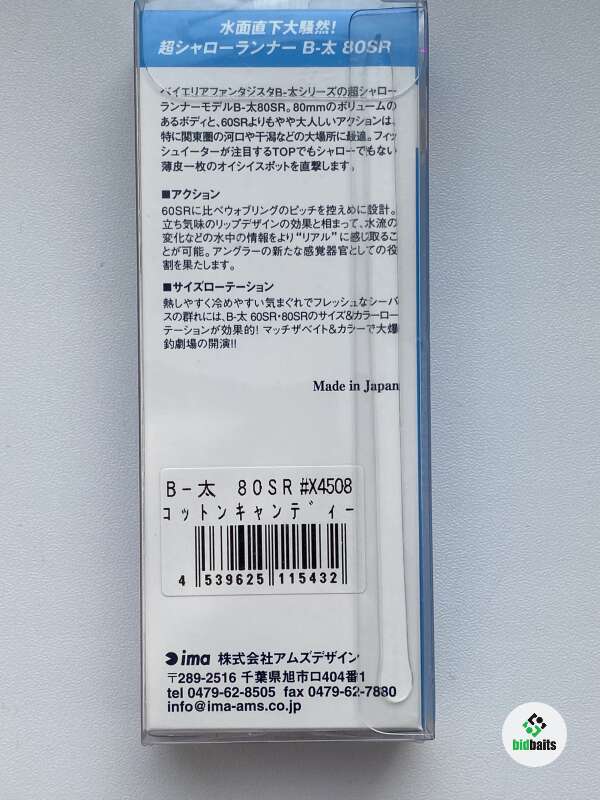 水面直下大騒然!
超シャローランナー B-太 80SR
ベイエリアファンタジスタB-太シリーズの超シャロー
ランナーモデルB-太80SR。80mmのボリュームの
あるボディと、60SRよりもやや大人しいアクションは、
特に関東圏の河口や干潟などの大場所に最適。フィッ
シュイーターが注目するTOPでもシャローでもない
薄皮一枚のオイシイスポットを直撃します。
■アクション
60SRに比べウォブリングのピッチを控えめに設計。
立ち気味のリップデザインの効果と相まって、水流の
変化などの水中の情報をより"リアル"に感じ取るこ
とが可能。アングラーの新たな感覚器官としての役
割を果たします。
■サイズローテーション
熱しやすく冷めやすい気まぐれでフレッシュなシーバ
スの群れには、B-太 60SR・80SRのサイズ&カラーロー
テーションが効果的! マッチザベイト&カラーで大爆
釣劇場の開演!!
Made in Japan
B-太 80SR #X4508
コットンキャンディー
4 539625 115432
ima 株式会社アムズデザイン
〒289-2516 千葉県旭市ロ404番1
tel 0479-62-8505 fax 0479-62-7880
info@ima-ams.co.jp
bidbaits